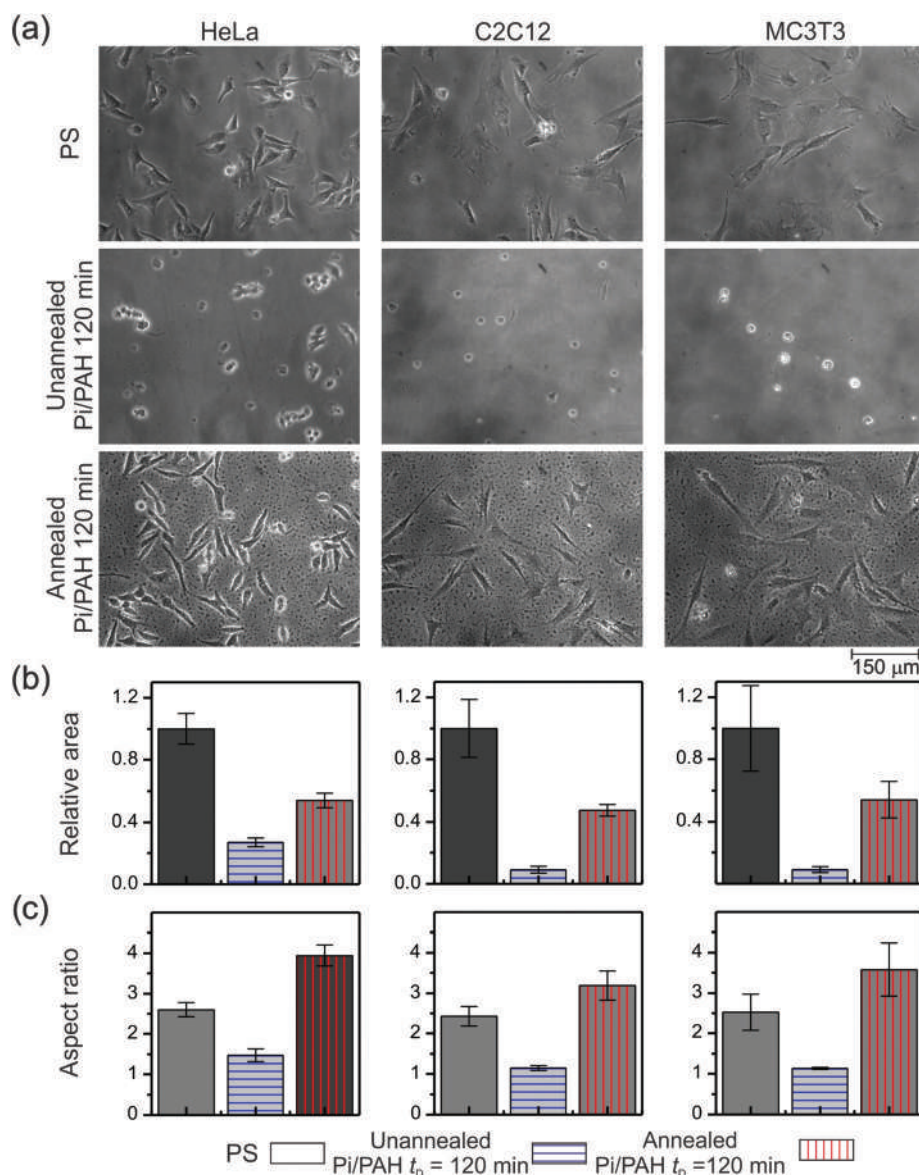 (a)
HeLa
C2C12
MC3T3
PS
Unannealed
Pi/PAH 120 min
Annealed
Pi/PAH 120 min
150 μm
(b)
Relative area
1.2
0.8
0.4
0.0
1.2
0.8
0.4
0.0
1.2
0.8
0.4
(c)
Aspect ratio
4
3
2
1
0
4
3
2
1
0
4
3
2
1
0
PS
Unannealed
Pi/PAH tp = 120 min
Annealed
Pi/PAH tp = 120 min